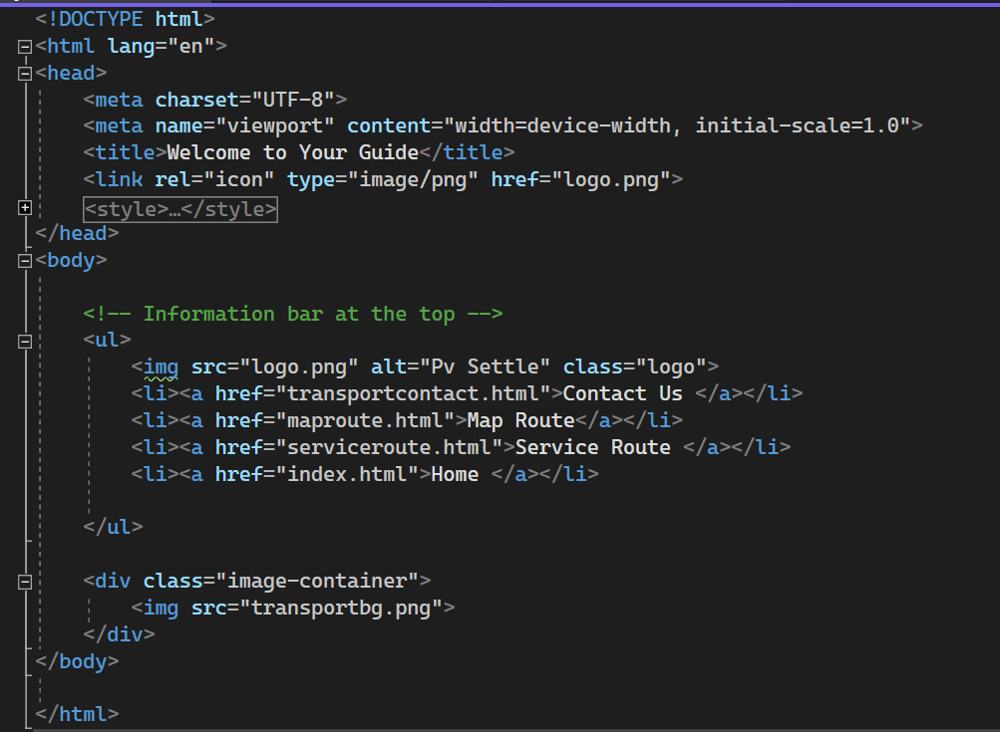 <!DOCTYPE html>
<html lang="en">
<head>
<meta charset="UTF-8">
<meta name="viewport" content="width=device-width, initial-scale=1.0">
<title>Welcome to Your Guide</title>
<link rel="icon" type="image/png" href="logo.png">
<style>…</style>
</head>
<body>
<!-- Information bar at the top -->
<ul>
<img src="logo.png" alt="Pv Settle" class="logo">
<li><a href="transportcontact.html">Contact Us </a></li>
<li><a href="maproute.html">Map Route</a></li>
<li><a href="serviceroute.html">Service Route </a></li>
<li><a href="index.html">Home </a></li>
</ul>
<div class="image-container">
<img src="transportbg.png">
</div>
</body>
</html>